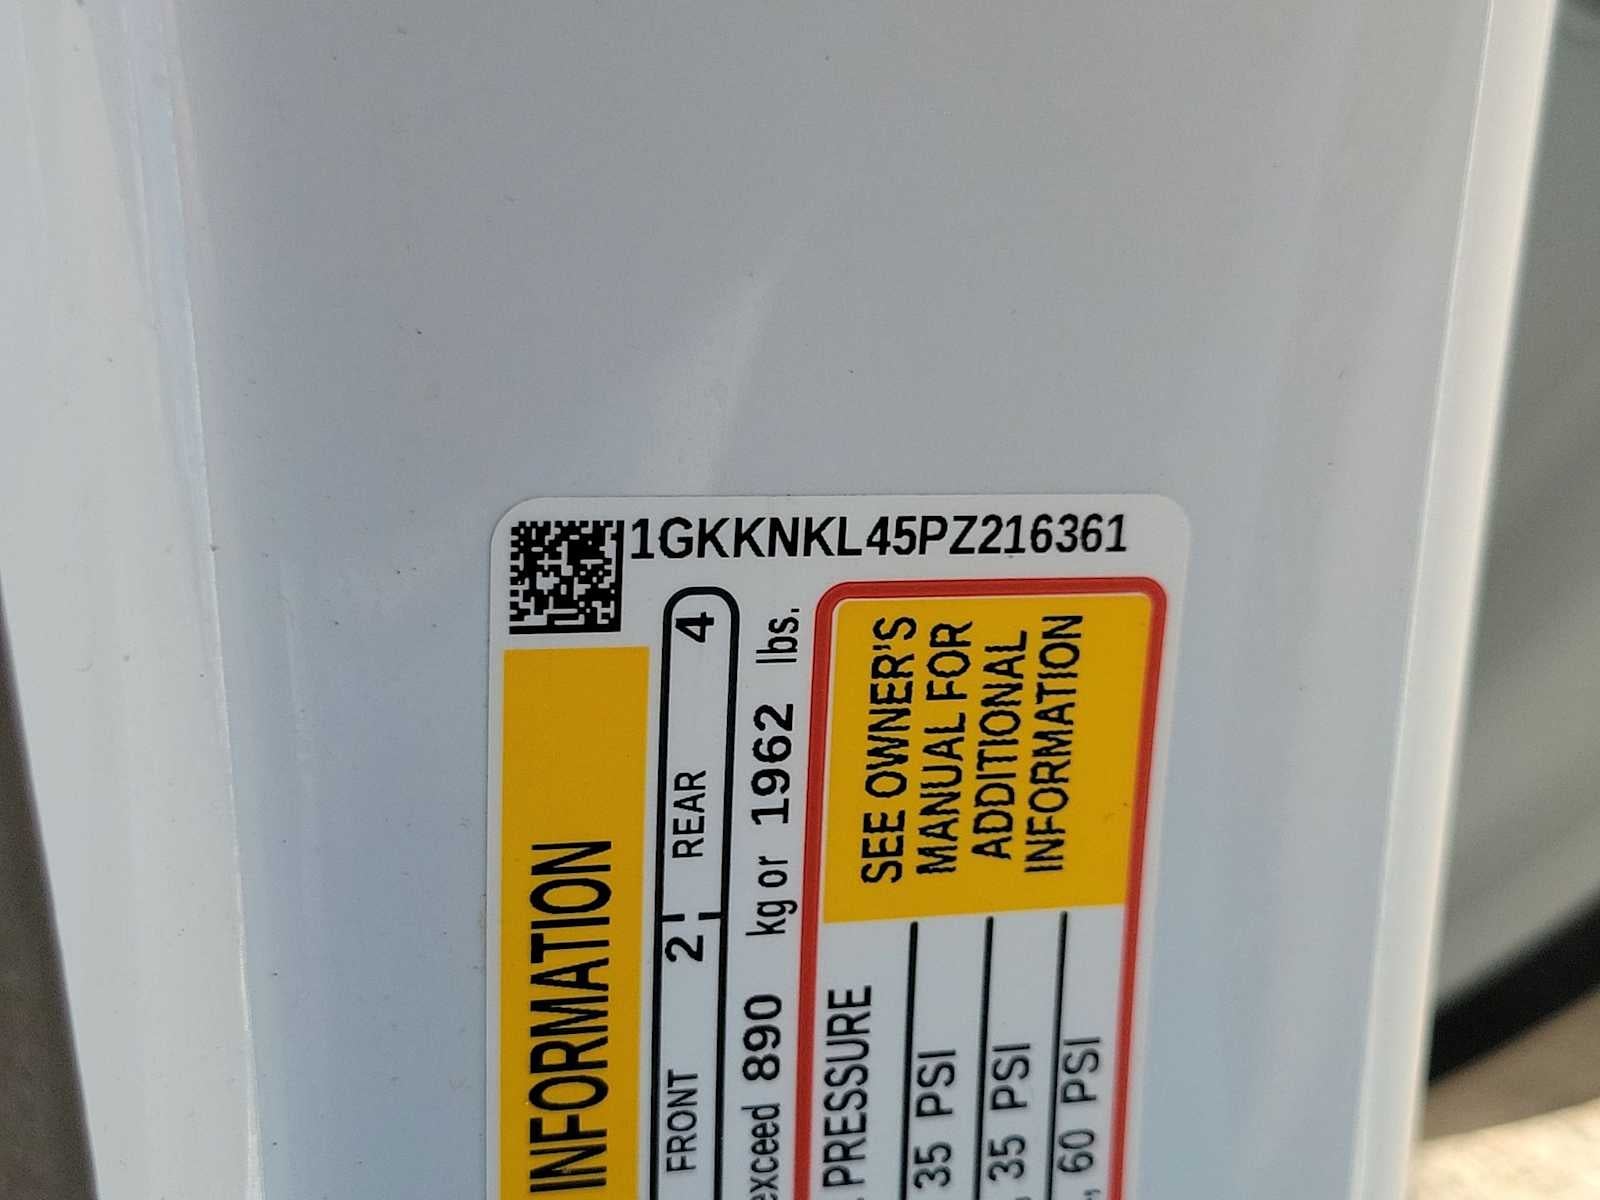 1GKKNKL45PZ216361
INFORMATION
FRONT 2 REAR 4
exceed 890 kg or 1962 lbs.
PRESSURE
35 PSI
35 PSI
, 60 PSI
SEE OWNER'S
MANUAL FOR
ADDITIONAL
INFORMATION